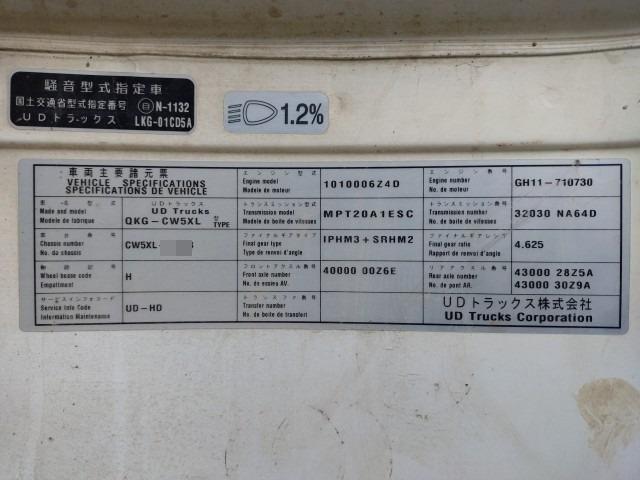 騒音型式指定車
国土交通省型式指定番号 日 N-1132
UDトラックス LKG-01CD5A
1.2%
車両主要諸元票
VEHICLE SPECIFICATIONS
SPECIFICATIONS DE VEHICLE
エンジン型式
Engine model
Modele de moteur
1010006Z4D
エンジン番号
Engine number
No. de moteur
GH11-710730
車名型式
Made and model
Modele de fabrique
UDトラックス
UD Trucks
QKG-CW5XL 型 TYPE
トランスミッション型式
Transmission model
Modele de boite de vitesses
MPT20A1ESC
トランスミッション番号
Transmission number
No. de boite de vitesses
32030 NA64D
車台番号
Chassis number
No. du chassis
CW5XL-
ファイナルギアタイプ
Final gear type
Type de renvoi d'angle
IPHM3+SRHM2
ファイナルギアレシオ
Final gear ratio
Rapport de renvoi d'angle
4.625
Wheel bease code
Empattment
H
フロントアクスル番号
Front axle number
No. de essieu AV.
40000 00Z6E
リアアクスル番号
Rear axle number
No. de pont AR.
43000 28Z5A
43000 30Z9A
サービスインフォコード
Service Info Code
Information Maintenance
UD-HD
トランスファ番号
Transfer number
No. de boite de transfert
UDトラックス株式会社
UD Trucks Corporation